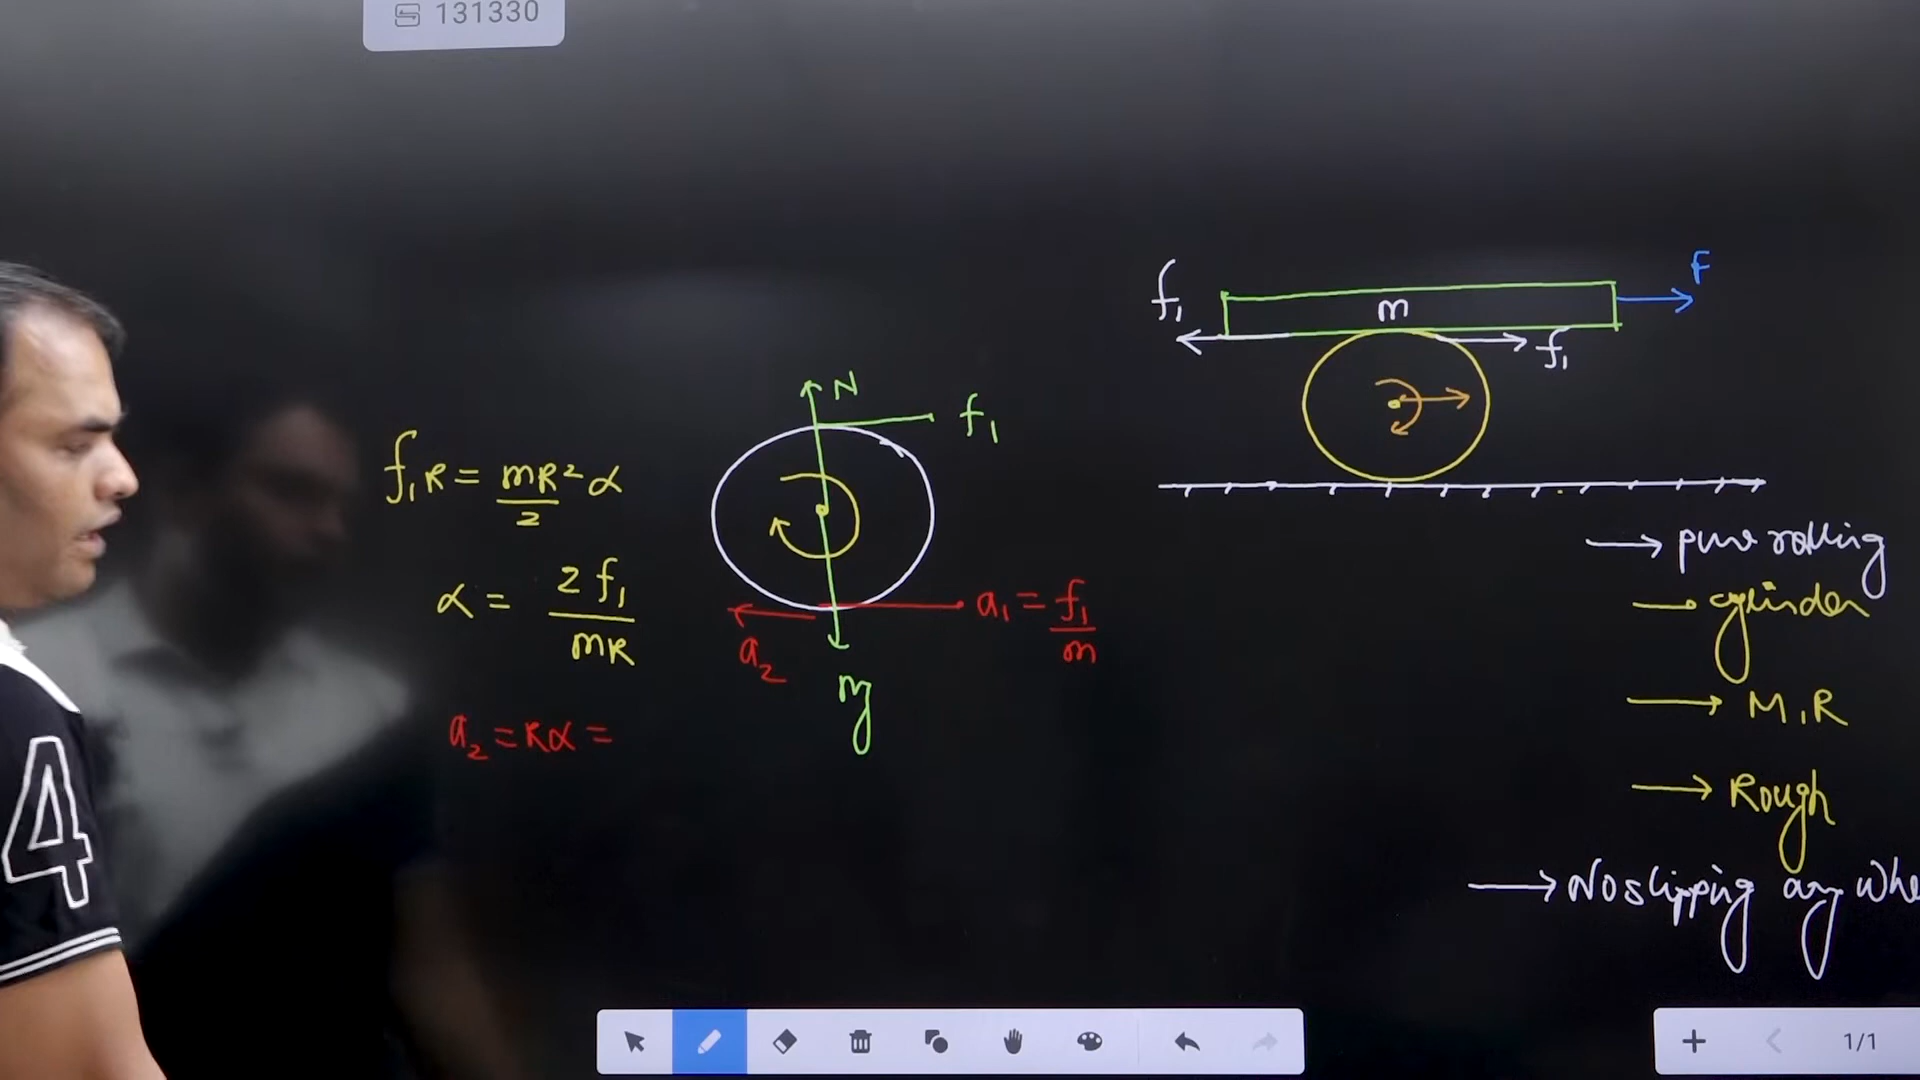 131330
F
f₁
m
f₁
N
f₁
f₁R = mR²/2 α
α = 2f₁/mR
a₁ = f₁/m
a₂
mg
a₂ = Rα =
→ pure rolling
→ cylinder
→ M, R
→ Rough
→ No slipping any whe
4
1/1